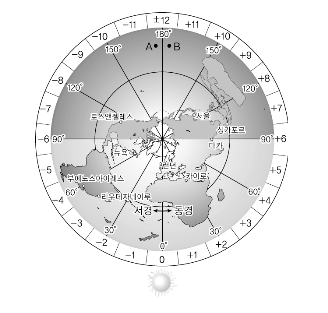 ±12
-11 +11
-10 180° +10
A B
150° 150°
-9 +9
-8 120° 120° +8
-7 +7
로스앤젤레스 서울
싱가포르
-6 90° 90° +6
뉴욕 다카
런던
카이로
-5 부에노스아이레스 +5
60° 60°
리우데자네이루
-4 +4
서경 동경
-3 30° 30° +3
0°
-2 +2
-1 0 +1